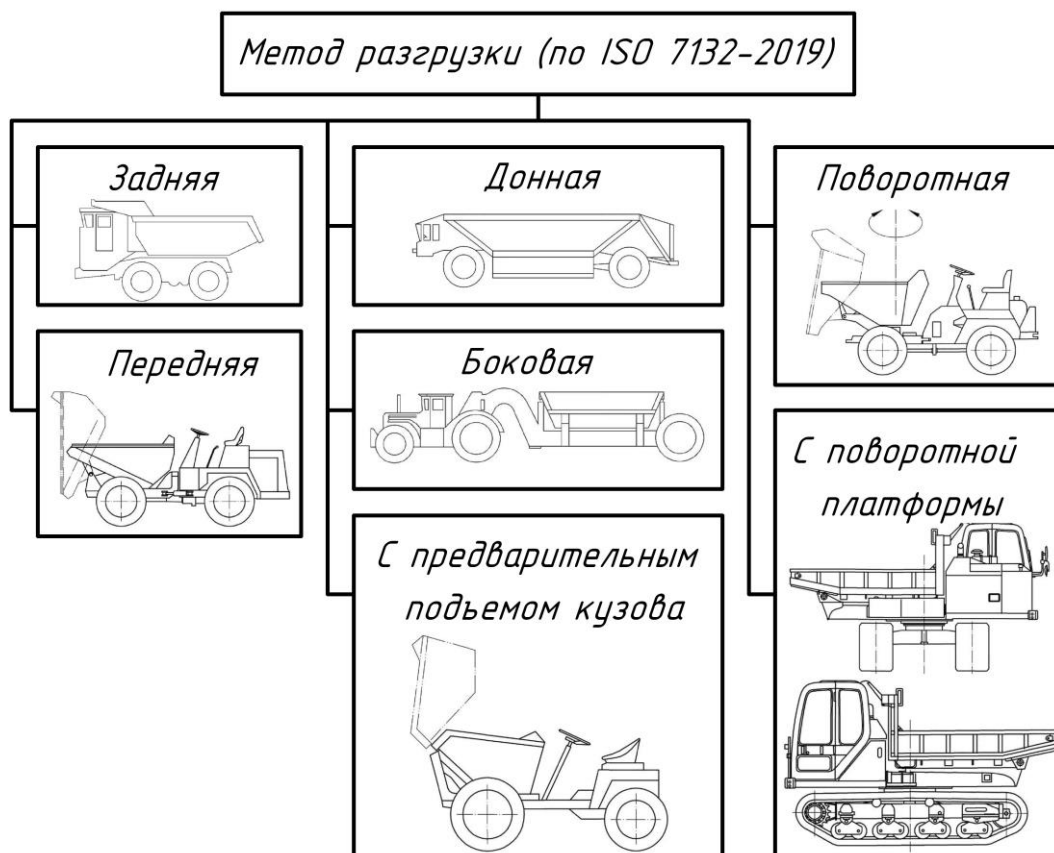 Метод разгрузки (по ISO 7132-2019)
Задняя
Передняя
Донная
Боковая
С предварительным
подьемом кузова
Поворотная
С поворотной
платформы